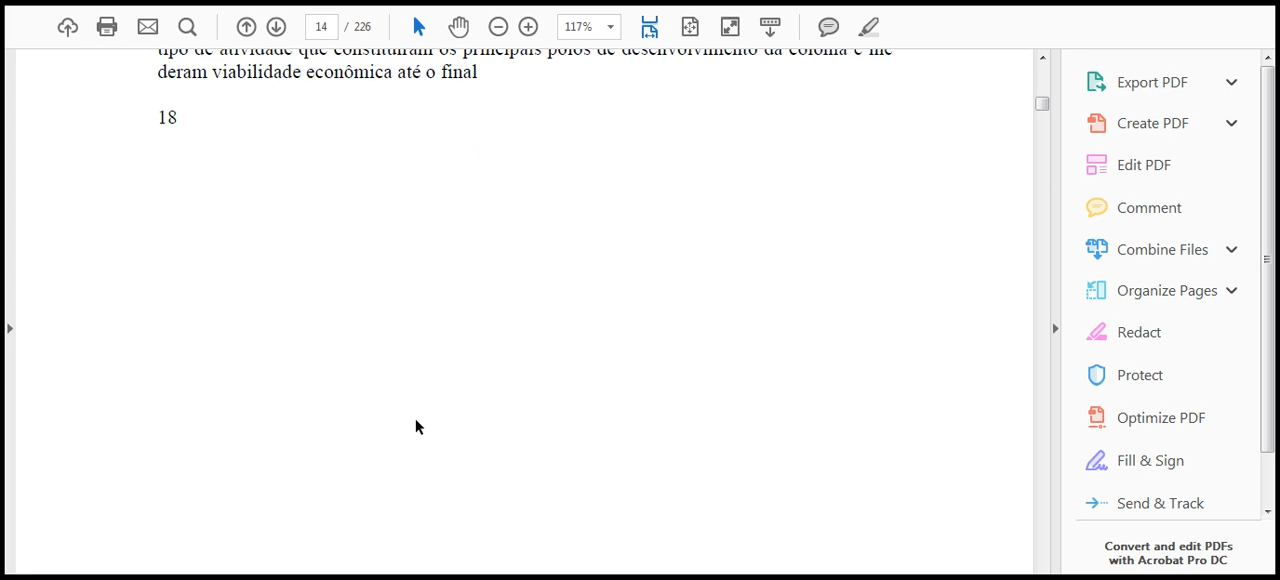 14 / 226
117%
tipo de atividade que constituíram os principais polos de desenvolvimento da colônia e lhe
deram viabilidade econômica até o final
18
Export PDF
Create PDF
Edit PDF
Comment
Combine Files
Organize Pages
Redact
Protect
Optimize PDF
Fill & Sign
Send & Track
Convert and edit PDFs
with Acrobat Pro DC